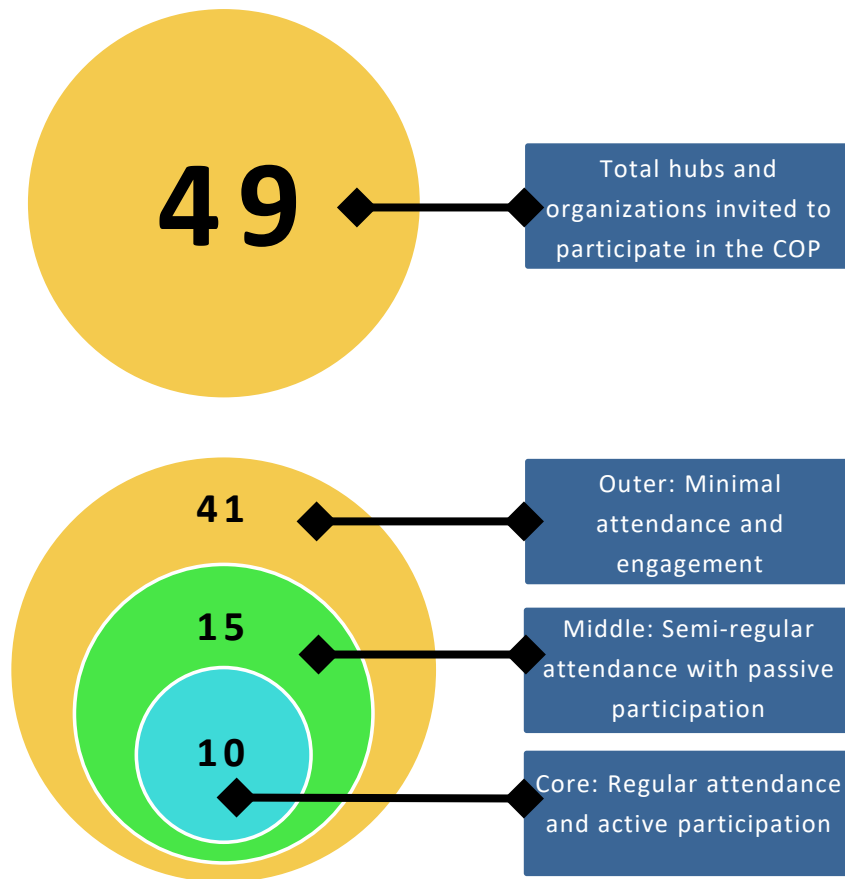 49
Total hubs and
organizations invited to
participate in the COP
41
Outer: Minimal
attendance and
engagement
15
Middle: Semi-regular
attendance with passive
participation
10
Core: Regular attendance
and active participation